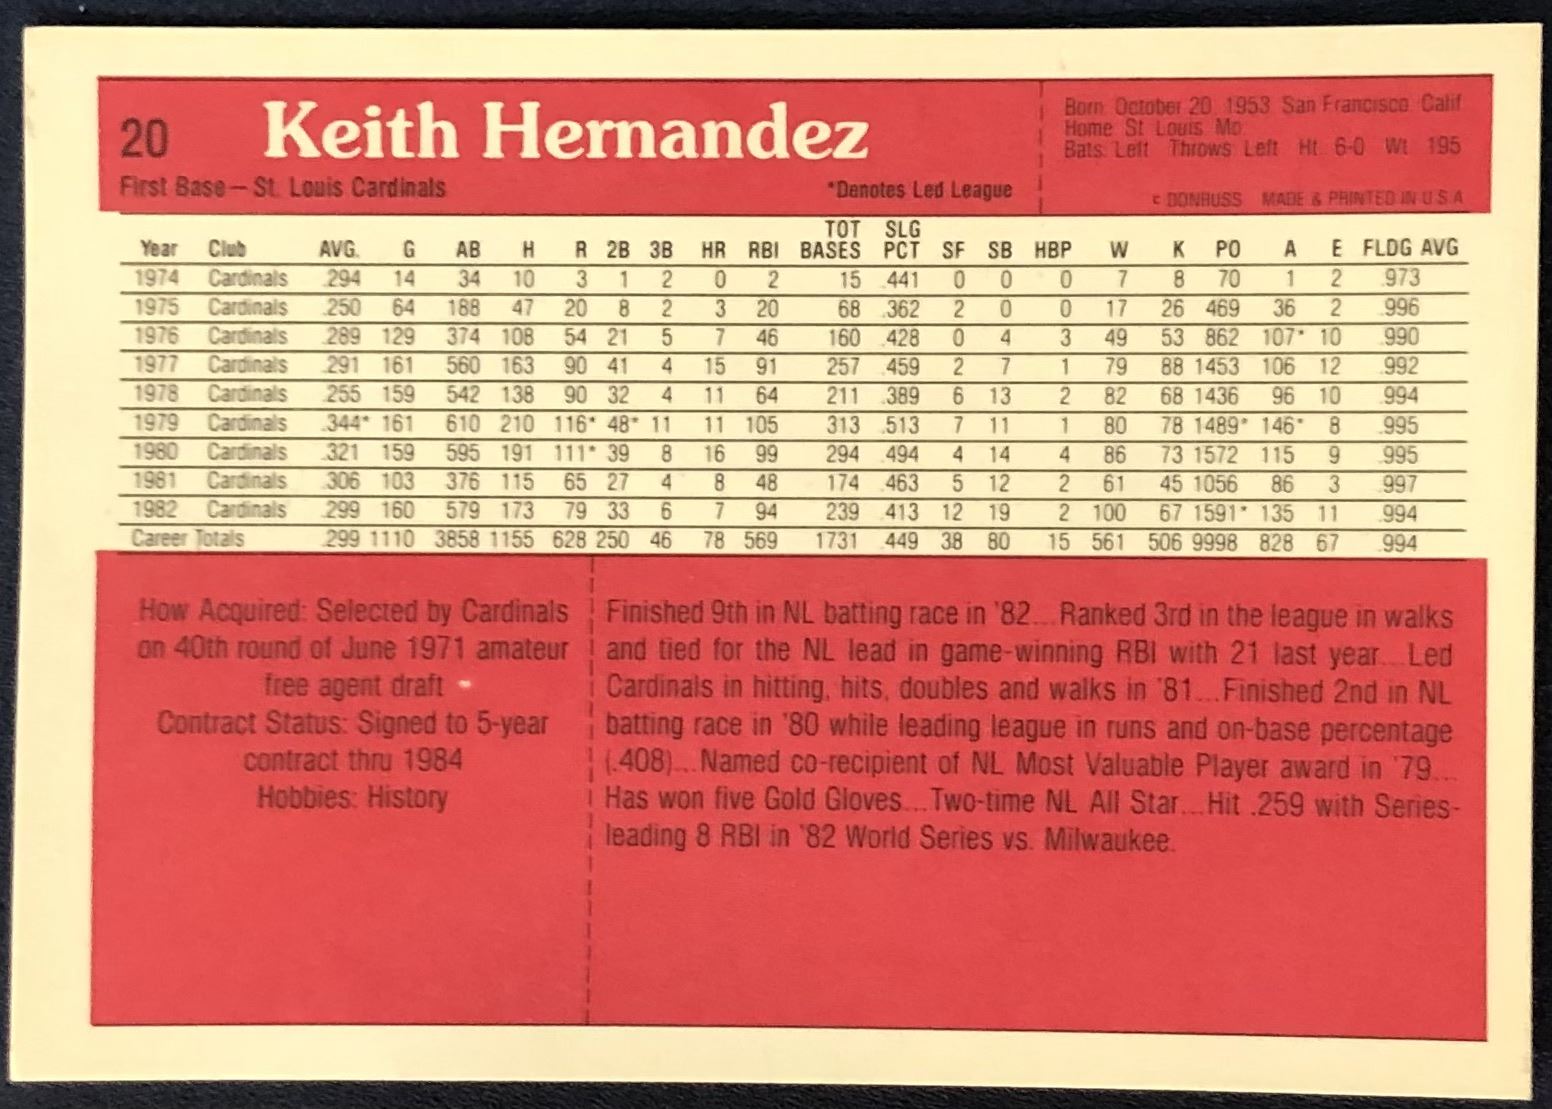 20 Keith Hernandez
First Base — St. Louis Cardinals *Denotes Led League
Born October 20 1953 San Francisco Calif
Home St Louis Mo
Bats: Left Throws Left Ht. 6-0 Wt 195
c DONRUSS MADE & PRINTED IN U.S.A
TOT SLG
Year Club AVG. G AB H R 2B 3B HR RBI BASES PCT SF SB HBP W K PO A E FLDG AVG
1974 Cardinals .294 14 34 10 3 1 2 0 2 15 .441 0 0 0 7 8 70 1 2 .973
1975 Cardinals .250 64 188 47 20 8 2 3 20 68 .362 2 0 0 17 26 469 36 2 .996
1976 Cardinals .289 129 374 108 54 21 5 7 46 160 .428 0 4 3 49 53 862 107* 10 .990
1977 Cardinals .291 161 560 163 90 41 4 15 91 257 .459 2 7 1 79 88 1453 106 12 .992
1978 Cardinals .255 159 542 138 90 32 4 11 64 211 .389 6 13 2 82 68 1436 96 10 .994
1979 Cardinals .344* 161 610 210 116* 48* 11 11 105 313 .513 7 11 1 80 78 1489* 146* 8 .995
1980 Cardinals .321 159 595 191 111* 39 8 16 99 294 .494 4 14 4 86 73 1572 115 9 .995
1981 Cardinals .306 103 376 115 65 27 4 8 48 174 .463 5 12 2 61 45 1056 86 3 .997
1982 Cardinals .299 160 579 173 79 33 6 7 94 239 .413 12 19 2 100 67 1591* 135 11 .994
Career Totals .299 1110 3858 1155 628 250 46 78 569 1731 .449 38 80 15 561 506 9998 828 67 .994
How Acquired: Selected by Cardinals
on 40th round of June 1971 amateur
free agent draft
Contract Status: Signed to 5-year
contract thru 1984
Hobbies: History
Finished 9th in NL batting race in '82...Ranked 3rd in the league in walks
and tied for the NL lead in game-winning RBI with 21 last year...Led
Cardinals in hitting, hits, doubles and walks in '81...Finished 2nd in NL
batting race in '80 while leading league in runs and on-base percentage
(.408)...Named co-recipient of NL Most Valuable Player award in '79...
Has won five Gold Gloves...Two-time NL All Star...Hit .259 with Series-
leading 8 RBI in '82 World Series vs. Milwaukee.